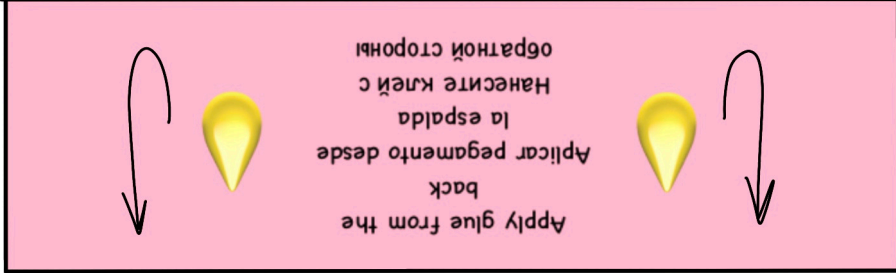 Apply glue from the
back
Aplicar pegamento desde
la espalda
Нанесите клей с
обратной стороны